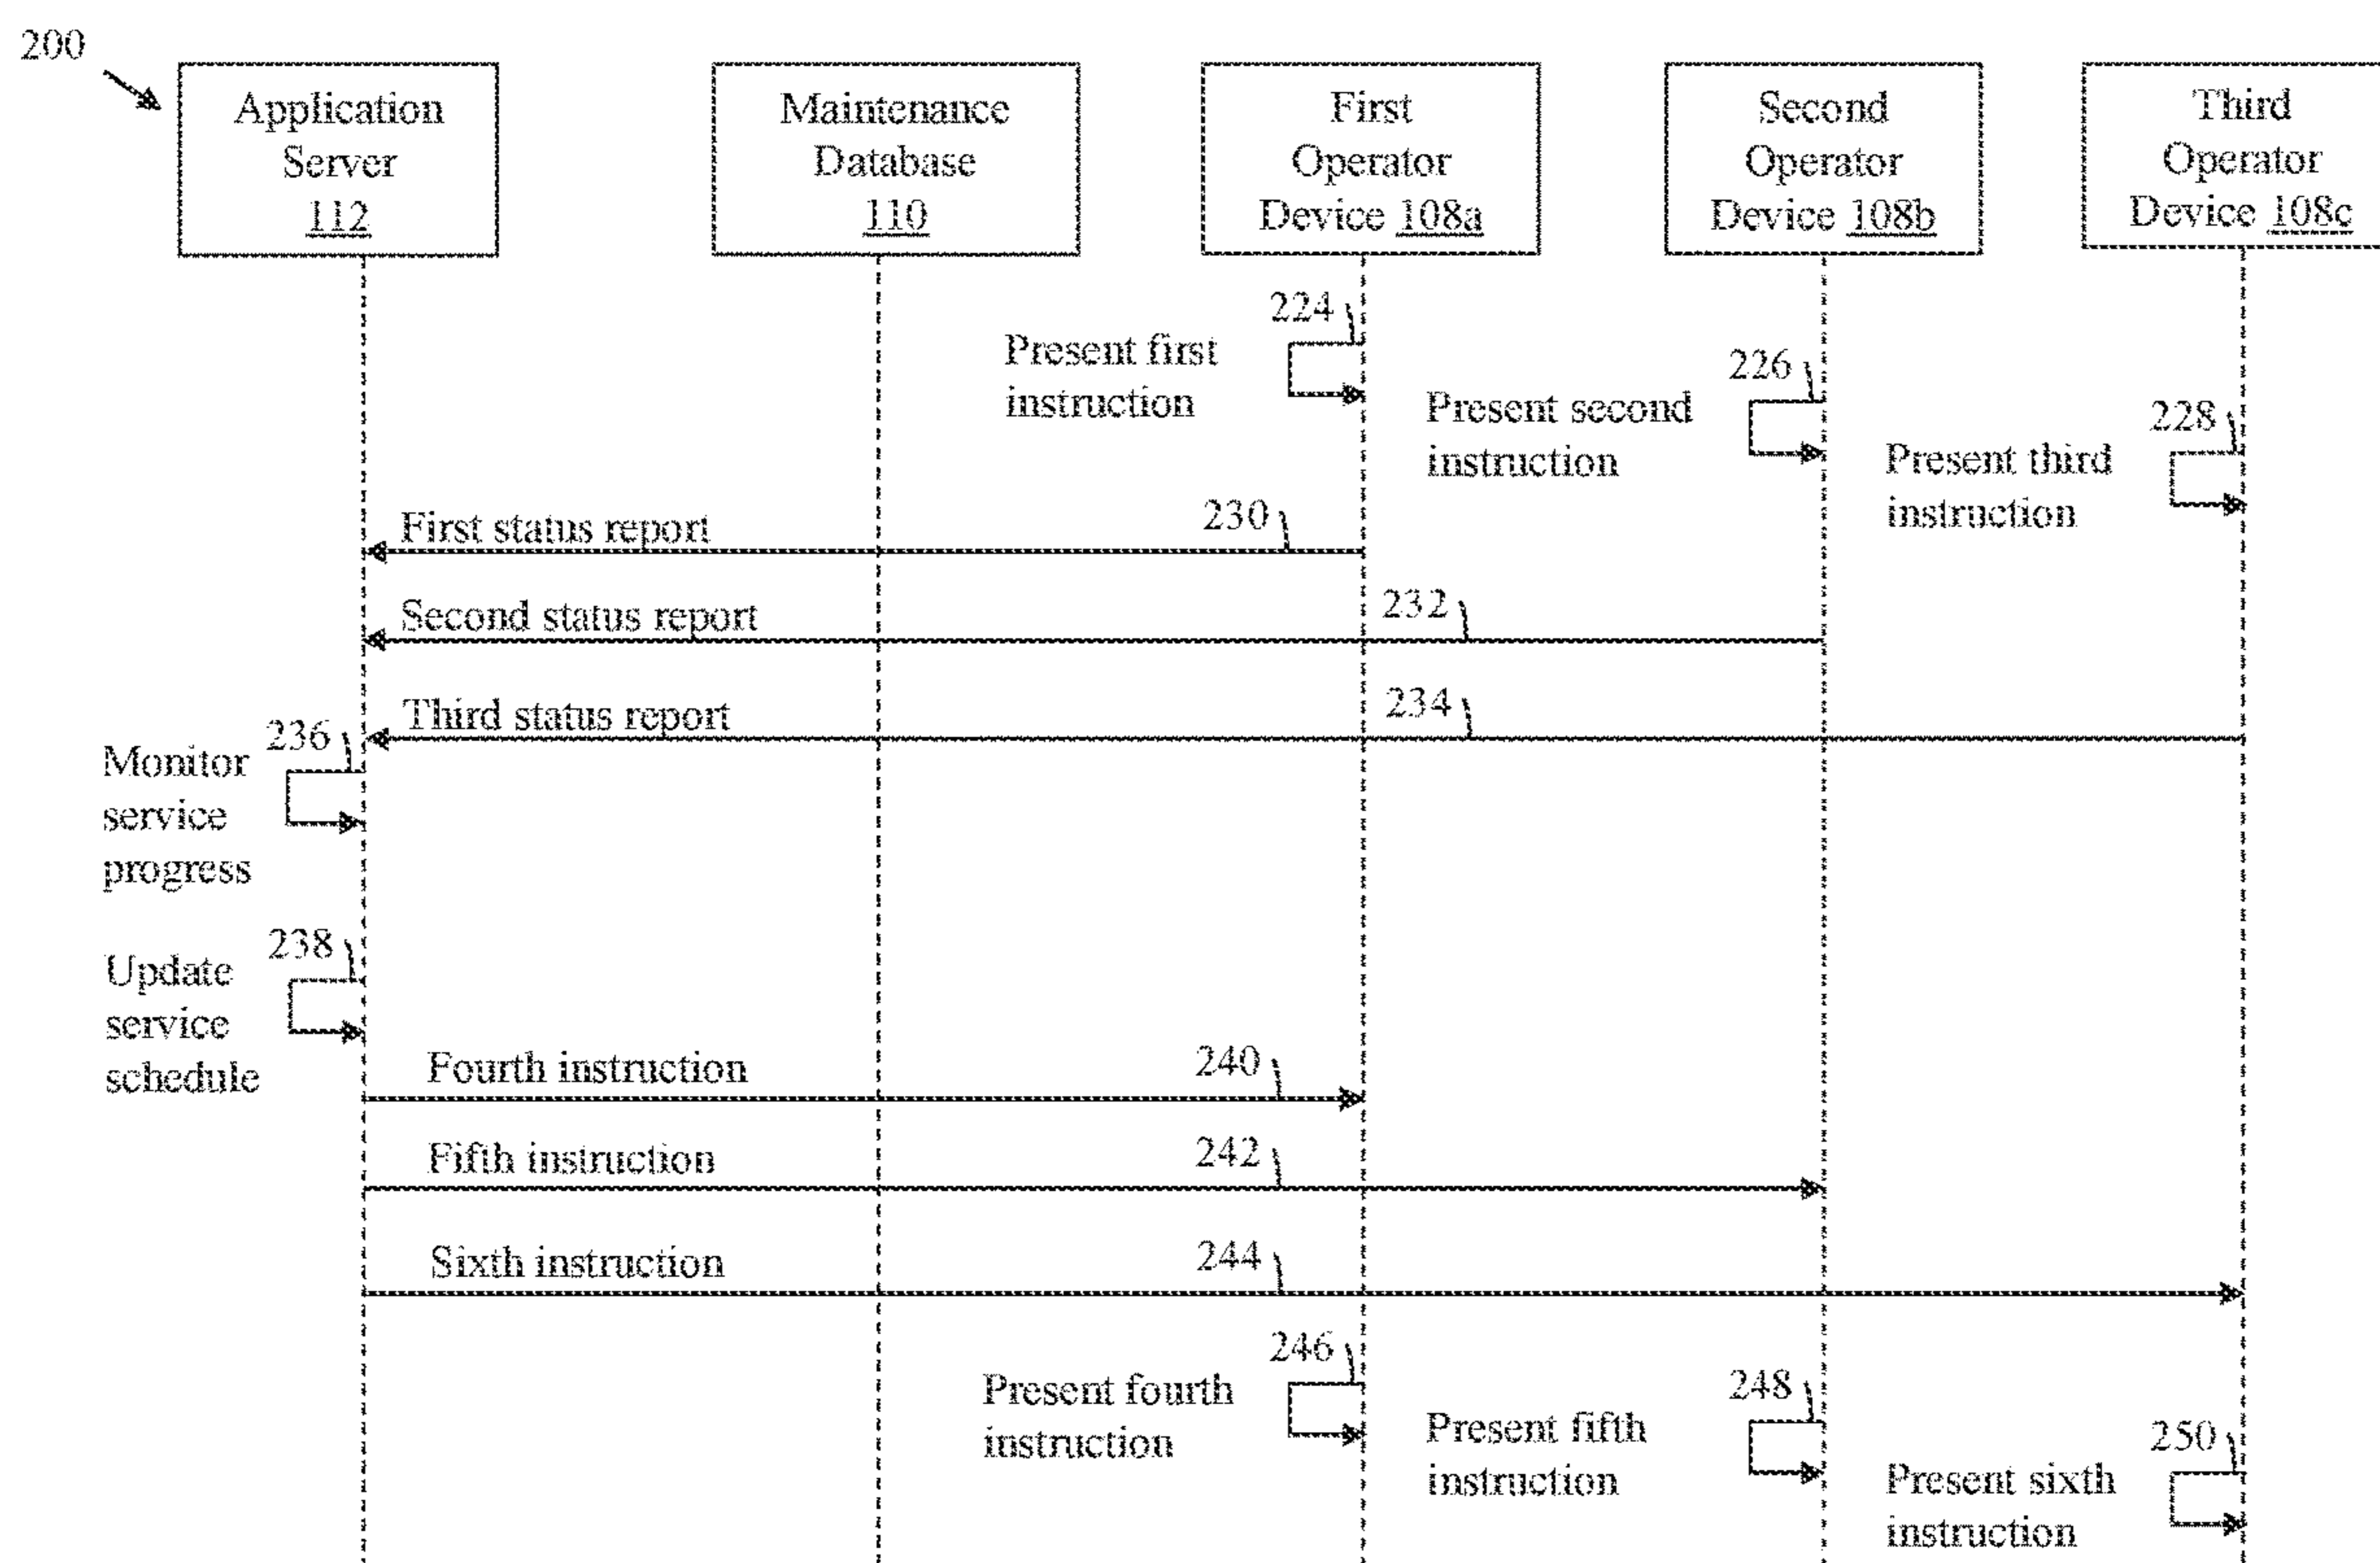 200
Application
Server
112
Maintenance
Database
110
First
Operator
Device 108a
Second
Operator
Device 108b
Third
Operator
Device 108c
224
Present first
instruction
226
Present second
instruction
228
Present third
instruction
First status report
230
Second status report
232
Third status report
234
236
Monitor
service
progress
238
Update
service
schedule
Fourth instruction
240
Fifth instruction
242
Sixth instruction
244
246
Present fourth
instruction
248
Present fifth
instruction
250
Present sixth
instruction